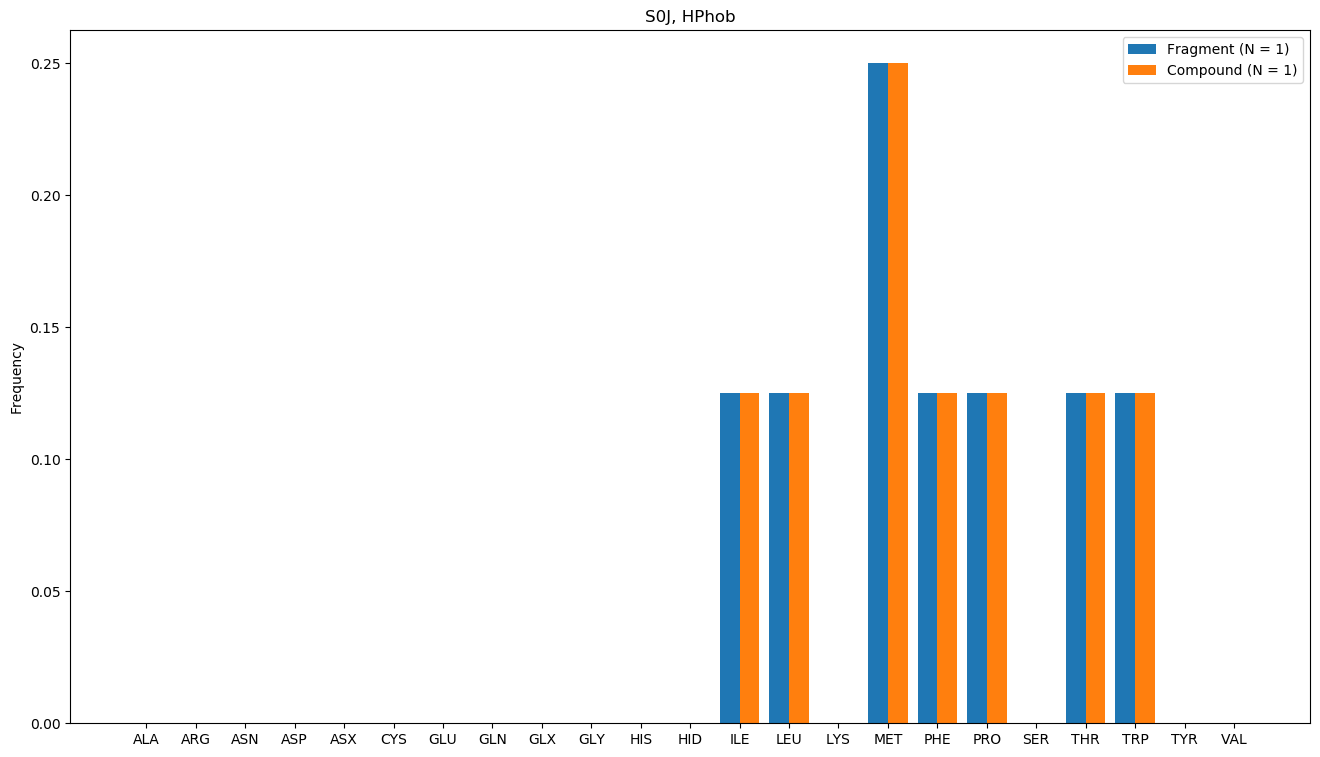 S0J, HPhob
Fragment (N = 1)
Compound (N = 1)
Frequency
0.25
0.20
0.15
0.10
0.05
0.00
ALA ARG ASN ASP ASX CYS GLU GLN GLX GLY HIS HID ILE LEU LYS MET PHE PRO SER THR TRP TYR VAL